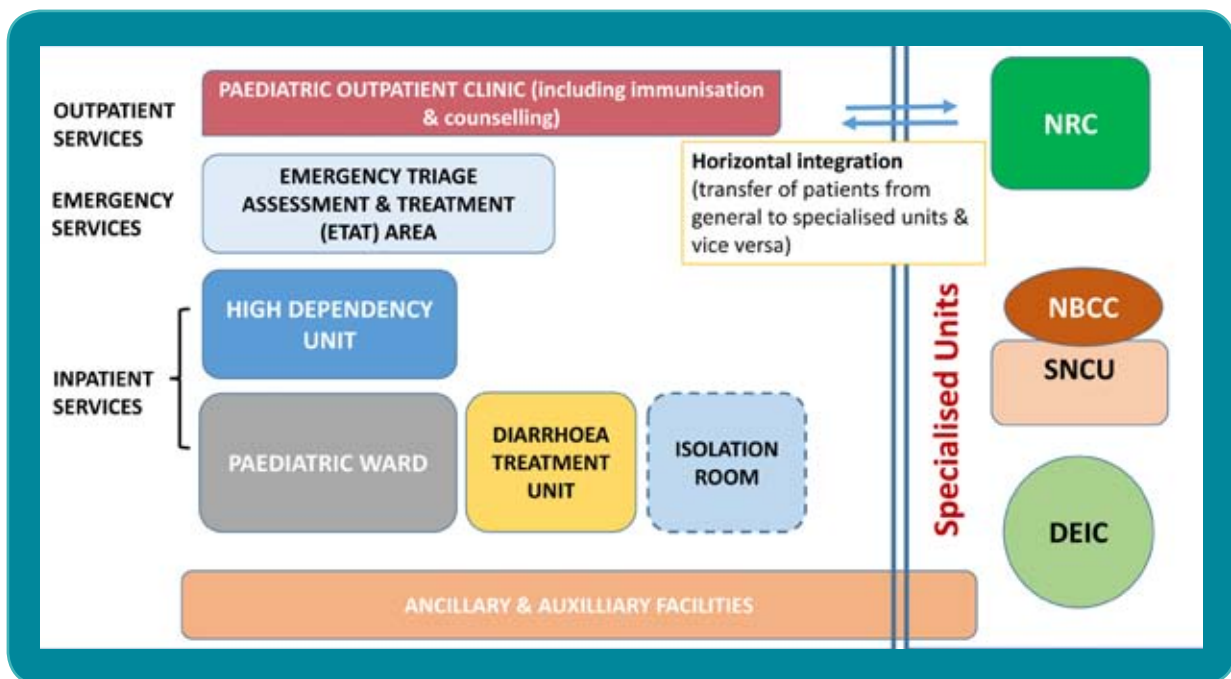 OUTPATIENT
SERVICES
PAEDIATRIC OUTPATIENT CLINIC (including immunisation
& counselling)
EMERGENCY
SERVICES
EMERGENCY TRIAGE
ASSESSMENT & TREATMENT
(ETAT) AREA
Horizontal integration
(transfer of patients from
general to specialised units &
vice versa)
INPATIENT
SERVICES
HIGH DEPENDENCY
UNIT
PAEDIATRIC WARD
DIARRHOEA
TREATMENT
UNIT
ISOLATION
ROOM
Specialised Units
NRC
NBCC
SNCU
DEIC
ANCILLARY & AUXILLIARY FACILITIES